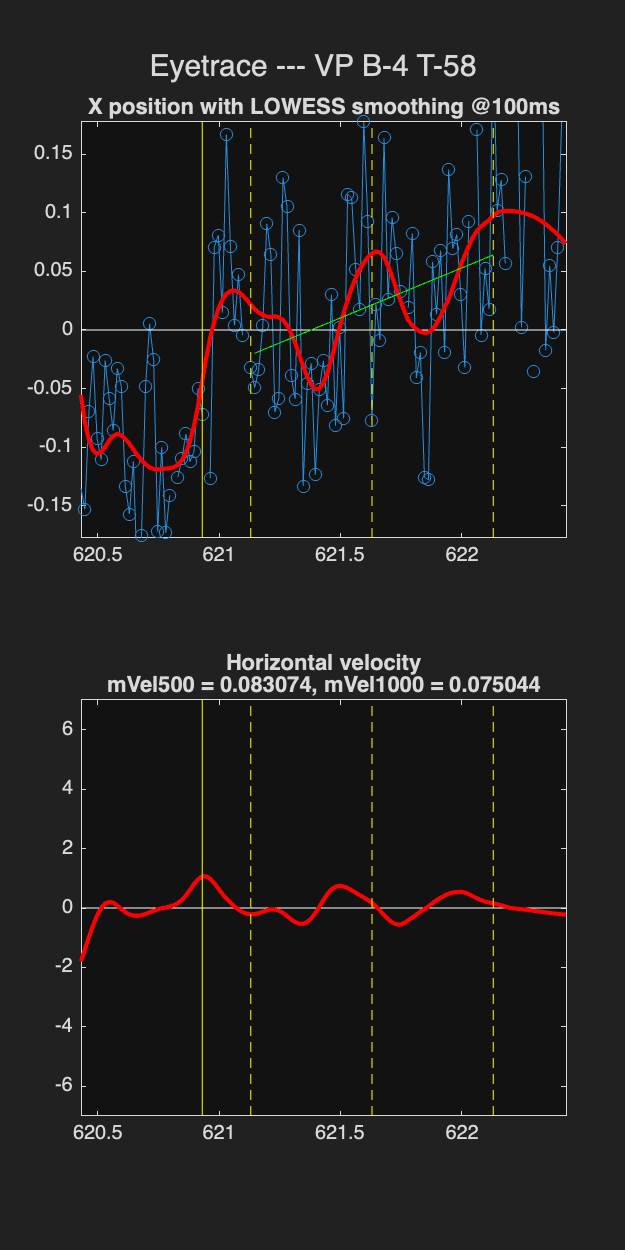 Eyetrace --- VP B-4 T-58
X position with LOWESS smoothing @100ms
0.15
0.1
0.05
0
-0.05
-0.1
-0.15
620.5 621 621.5 622
Horizontal velocity
mVel500 = 0.083074, mVel1000 = 0.075044
6
4
2
0
-2
-4
-6
620.5 621 621.5 622